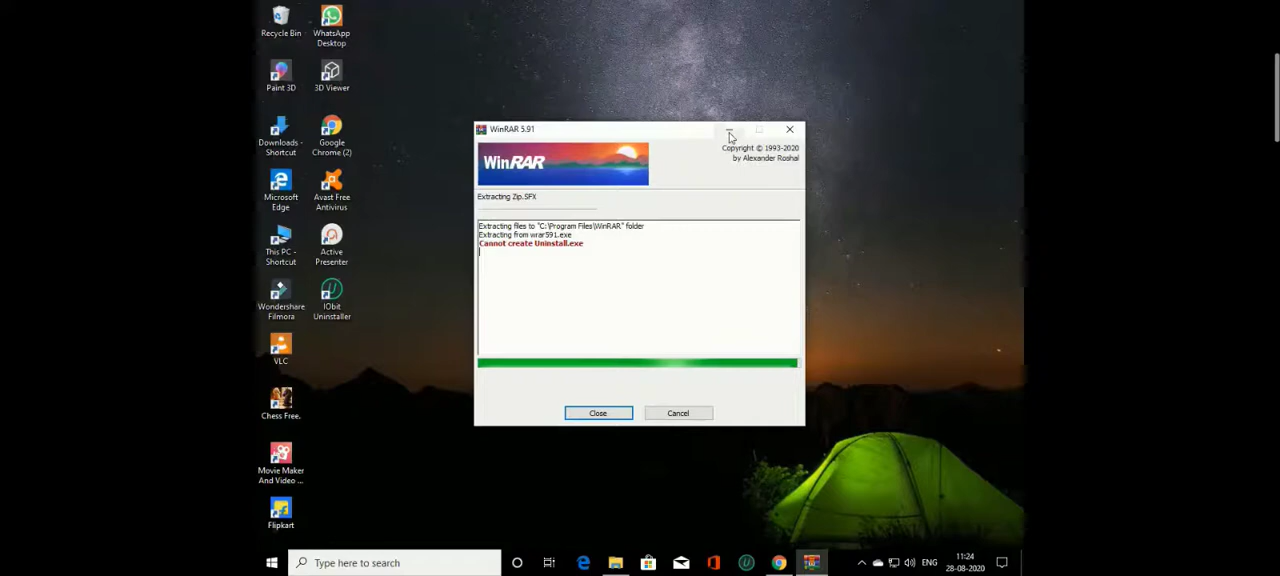 Recycle Bin
WhatsApp
Desktop
Paint 3D
3D Viewer
Downloads -
Shortcut
Google
Chrome (2)
Microsoft
Edge
Avast Free
Antivirus
This PC -
Shortcut
Active
Presenter
Wondershare
Filmora
IObit
Uninstaller
VLC
Chess Free.
Movie Maker
And Video ...
Flipkart
WinRAR 5.91
WinRAR
Copyright © 1993-2020
by Alexander Roshal
Extracting Zip.SFX
Extracting files to "C:\Program Files\WinRAR" folder
Extracting from wrar591.exe
Cannot create Uninstall.exe
Close
Cancel
Type here to search
ENG
11:24
28-08-2020